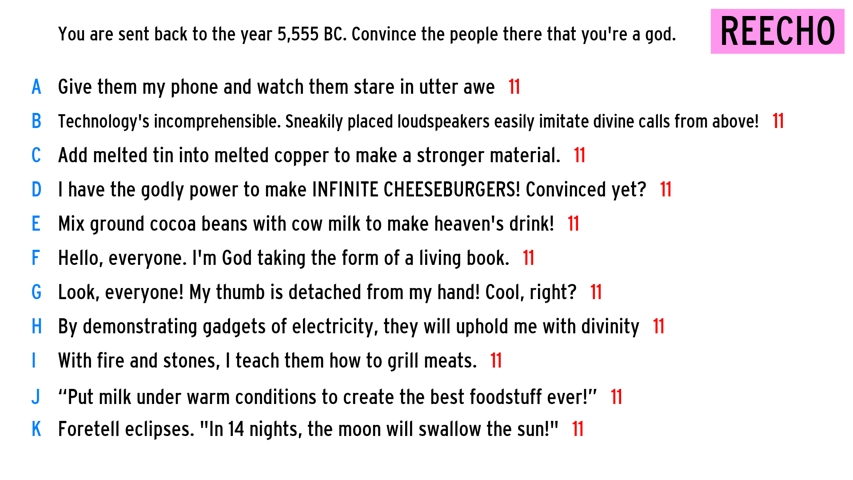 You are sent back to the year 5,555 BC. Convince the people there that you're a god.
REECHO
A Give them my phone and watch them stare in utter awe 11
B Technology's incomprehensible. Sneakily placed loudspeakers easily imitate divine calls from above! 11
C Add melted tin into melted copper to make a stronger material. 11
D I have the godly power to make INFINITE CHEESEBURGERS! Convinced yet? 11
E Mix ground cocoa beans with cow milk to make heaven's drink! 11
F Hello, everyone. I'm God taking the form of a living book. 11
G Look, everyone! My thumb is detached from my hand! Cool, right? 11
H By demonstrating gadgets of electricity, they will uphold me with divinity 11
I With fire and stones, I teach them how to grill meats. 11
J “Put milk under warm conditions to create the best foodstuff ever!” 11
K Foretell eclipses. "In 14 nights, the moon will swallow the sun!" 11